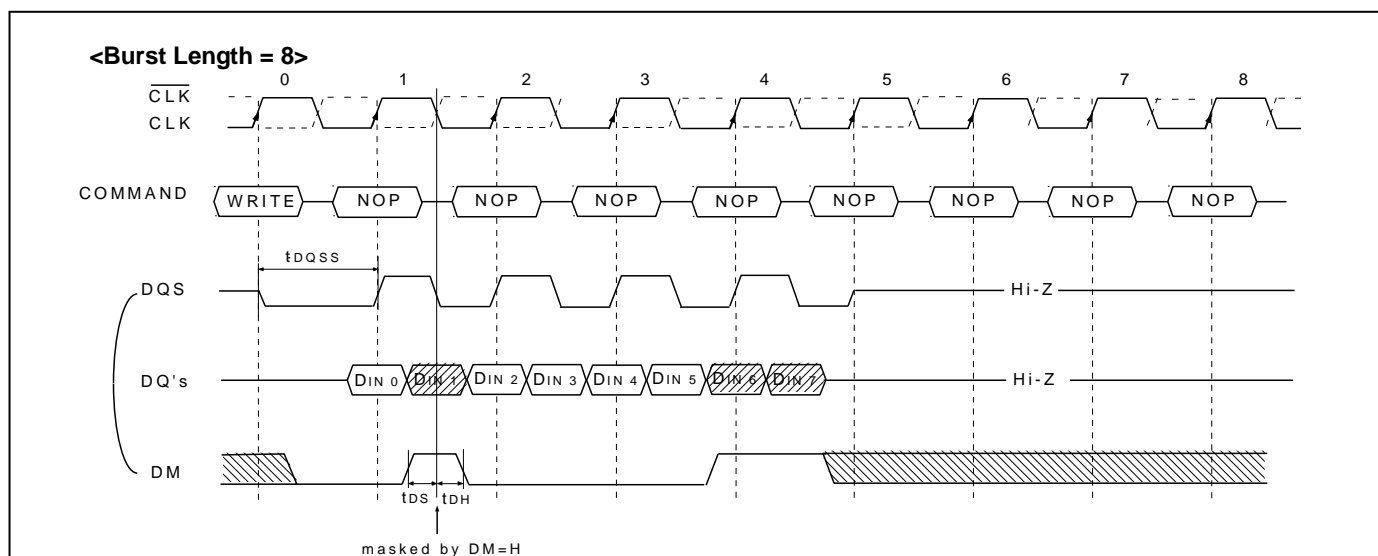 <Burst Length = 8>
0 1 2 3 4 5 6 7 8
CLK
CLK
COMMAND WRITE NOP NOP NOP NOP NOP NOP NOP NOP
tDQSS
DQS Hi-Z
DQ's DIN 0 DIN 1 DIN 2 DIN 3 DIN 4 DIN 5 DIN 6 DIN 7 Hi-Z
DM
tDS tDH
masked by DM=H